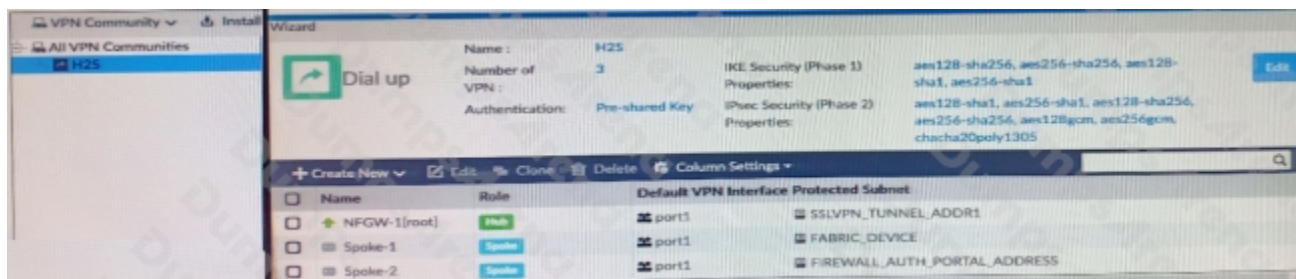 VPN Community Install
All VPN Communities
H2S
Wizard
Dial up
Name : H2S
Number of VPN : 3
Authentication: Pre-shared Key
IKE Security (Phase 1) Properties: aes128-sha256, aes256-sha256, aes128-sha1, aes256-sha1
IPsec Security (Phase 2) Properties: aes128-sha1, aes256-sha1, aes128-sha256, aes256-sha256, aes128gcm, aes256gcm, chacha20poly1305
Edit
Create New Edit Clone Delete Column Settings
Name Role Default VPN Interface Protected Subnet
NFGW-1[root] Hub port1 SSLVPN_TUNNEL_ADDR1
Spoke-1 Spoke port1 FABRIC_DEVICE
Spoke-2 Spoke port1 FIREWALL_AUTH_PORTAL_ADDRESS